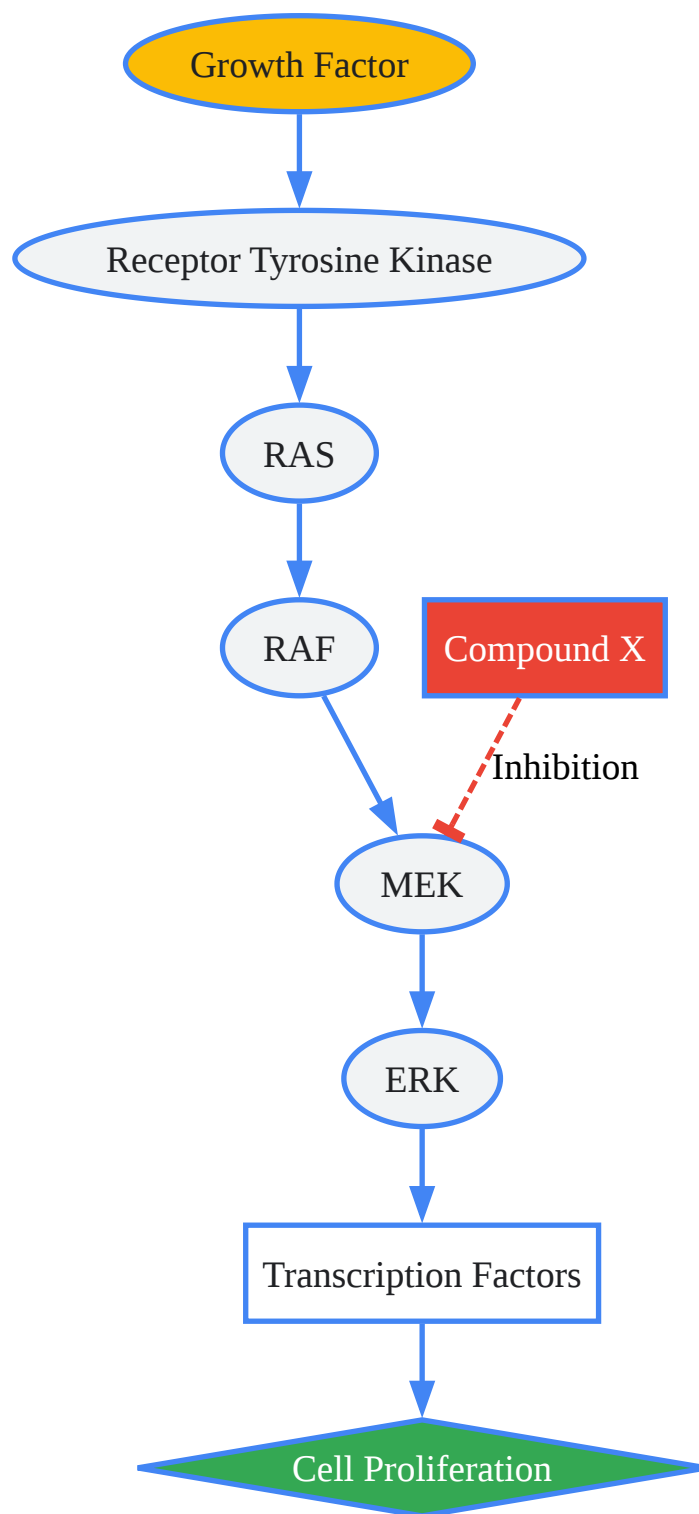 Growth Factor
Receptor Tyrosine Kinase
RAS
RAF
Compound X
Inhibition
MEK
ERK
Transcription Factors
Cell Proliferation